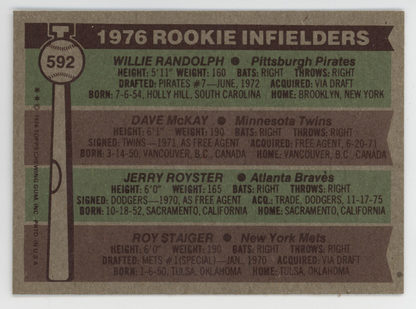 1976 ROOKIE INFIELDERS
592
WILLIE RANDOLPH ● Pittsburgh Pirates
HEIGHT: 5'11" WEIGHT: 160 BATS: RIGHT THROWS: RIGHT
DRAFTED: PIRATES #7—JUNE, 1972 ACQUIRED: VIA DRAFT
BORN: 7-6-54, HOLLY HILL, SOUTH CAROLINA HOME: BROOKLYN, NEW YORK
DAVE McKAY ● Minnesota Twins
HEIGHT: 6'1" WEIGHT: 190 BATS: RIGHT THROWS: RIGHT
SIGNED: TWINS—1971, AS FREE AGENT ACQUIRED: FREE AGENT, 6-20-71
BORN: 3-14-50, VANCOUVER, B.C., CANADA HOME: VANCOUVER, B.C., CANADA
JERRY ROYSTER ● Atlanta Braves
HEIGHT: 6'0" WEIGHT: 165 BATS: RIGHT THROWS: RIGHT
SIGNED: DODGERS—1970, AS FREE AGENT ACQ.: TRADE, DODGERS, 11-17-75
BORN: 10-18-52, SACRAMENTO, CALIFORNIA HOME: SACRAMENTO, CALIFORNIA
ROY STAIGER ● New York Mets
HEIGHT: 6'0" WEIGHT: 190 BATS: RIGHT THROWS: RIGHT
DRAFTED: METS #1(SPECIAL)—JAN., 1970 ACQUIRED: VIA DRAFT
BORN: 1-6-50, TULSA, OKLAHOMA HOME: TULSA, OKLAHOMA
© 1976 TOPPS CHEWING GUM, INC. PRTD. IN U.S.A.